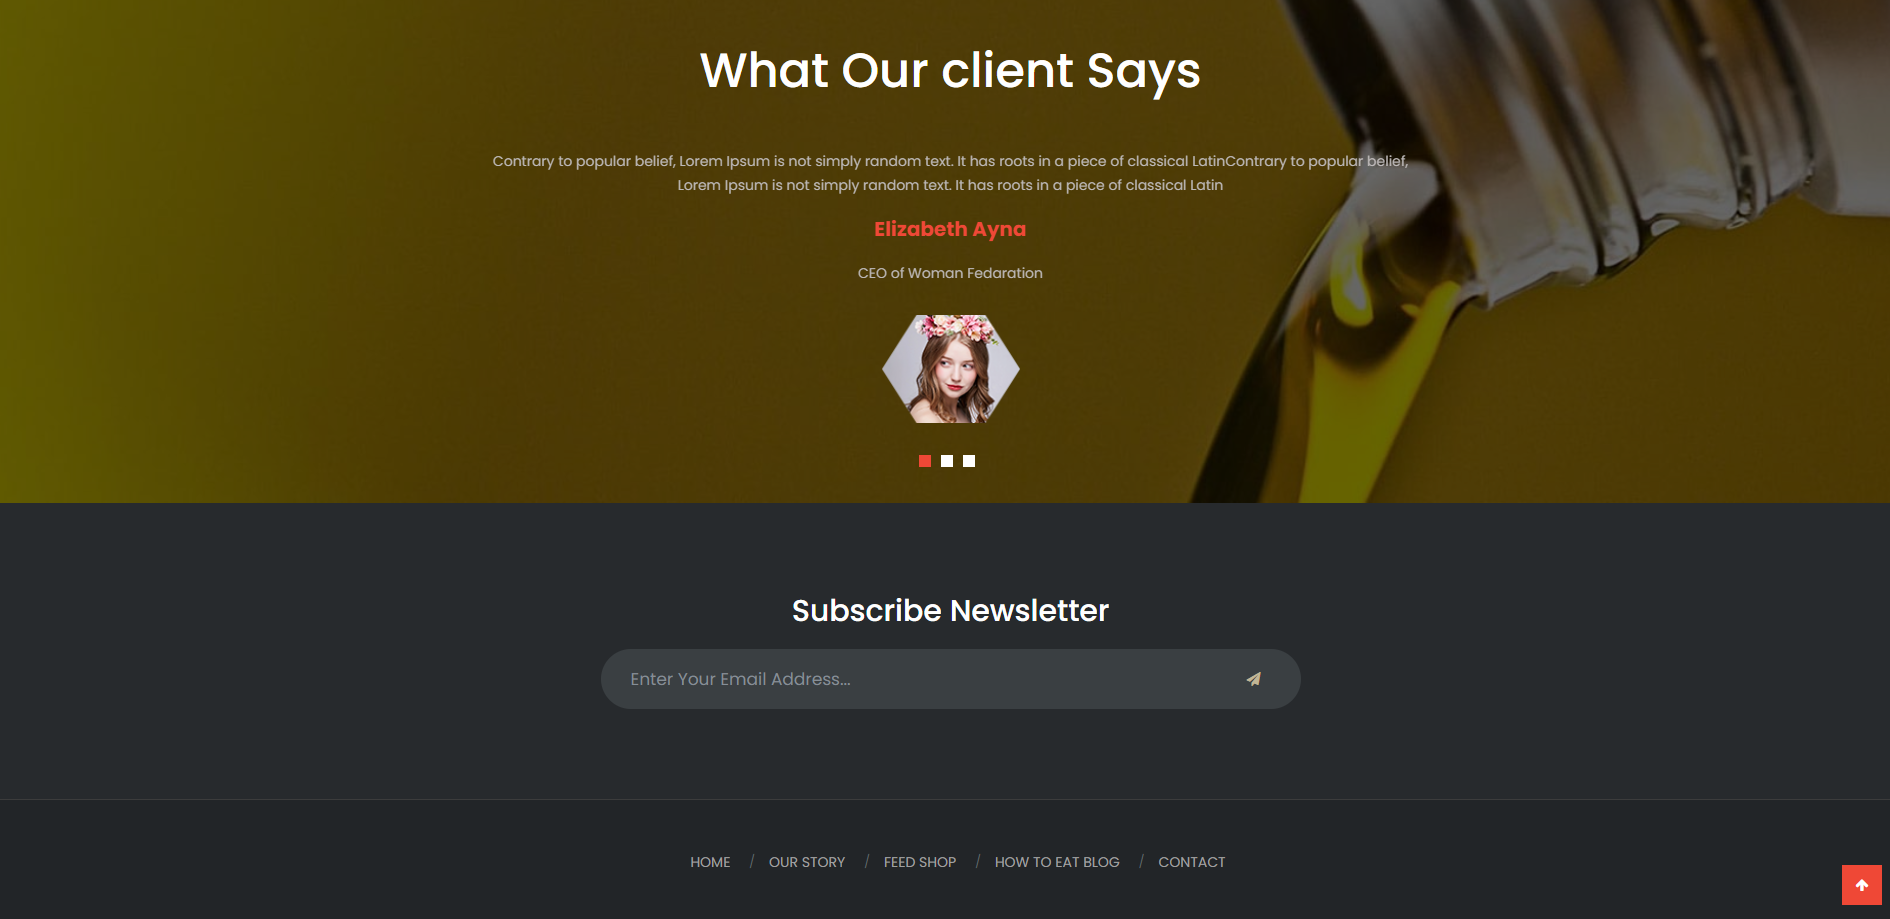 What Our client Says
Contrary to popular belief, Lorem Ipsum is not simply random text. It has roots in a piece of classical LatinContrary to popular belief,
Lorem Ipsum is not simply random text. It has roots in a piece of classical Latin
Elizabeth Ayna
CEO of Woman Fedaration
Subscribe Newsletter
Enter Your Email Address...
HOME / OUR STORY / FEED SHOP / HOW TO EAT BLOG / CONTACT